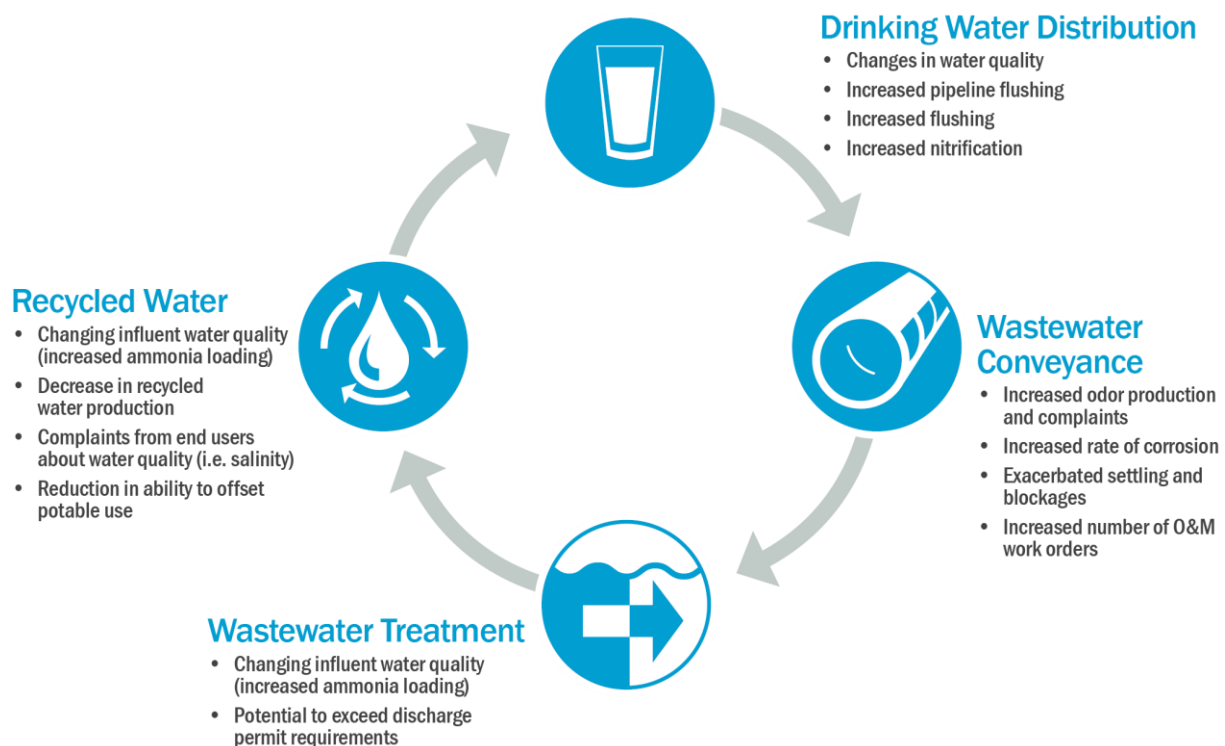 Drinking Water Distribution
• Changes in water quality
• Increased pipeline flushing
• Increased flushing
• Increased nitrification
Recycled Water
• Changing influent water quality
(increased ammonia loading)
• Decrease in recycled
water production
• Complaints from end users
about water quality (i.e. salinity)
• Reduction in ability to offset
potable use
Wastewater
Conveyance
• Increased odor production
and complaints
• Increased rate of corrosion
• Exacerbated settling and
blockages
• Increased number of O&M
work orders
Wastewater Treatment
• Changing influent water quality
(increased ammonia loading)
• Potential to exceed discharge
permit requirements